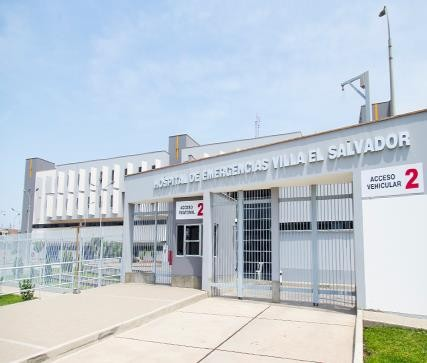 HOSPITAL DE EMERGENCIAS VILLA EL SALVADOR
ACCESO
PEATONAL
2
ACCESO
VEHICULAR
2